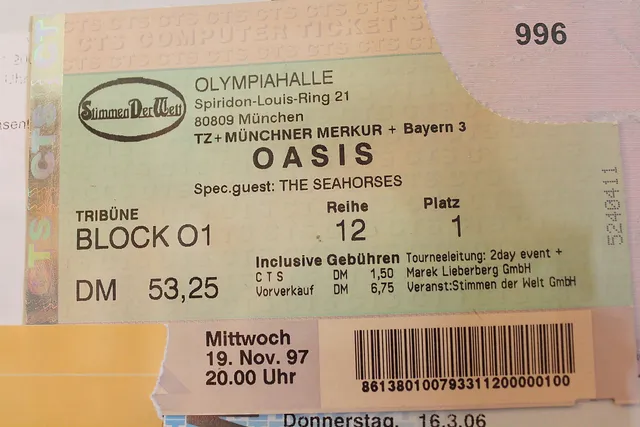 CTS COMPUTER TICKET
996
OLYMPIAHALLE
Spiridon-Louis-Ring 21
80809 München
Stimmen Der Welt
TZ+MÜNCHNER MERKUR + Bayern 3
OASIS
Spec.guest: THE SEAHORSES
TRIBÜNE Reihe Platz
BLOCK O1 12 1
Inclusive Gebühren Tourneeleitung: 2day event +
DM 53,25 CTS DM 1,50 Marek Lieberberg GmbH
Vorverkauf DM 6,75 Veranst:Stimmen der Welt GmbH
5240411
Mittwoch
19. Nov. 97
20.00 Uhr
8613801007933112000001​00
Donnerstag, 16.3.06